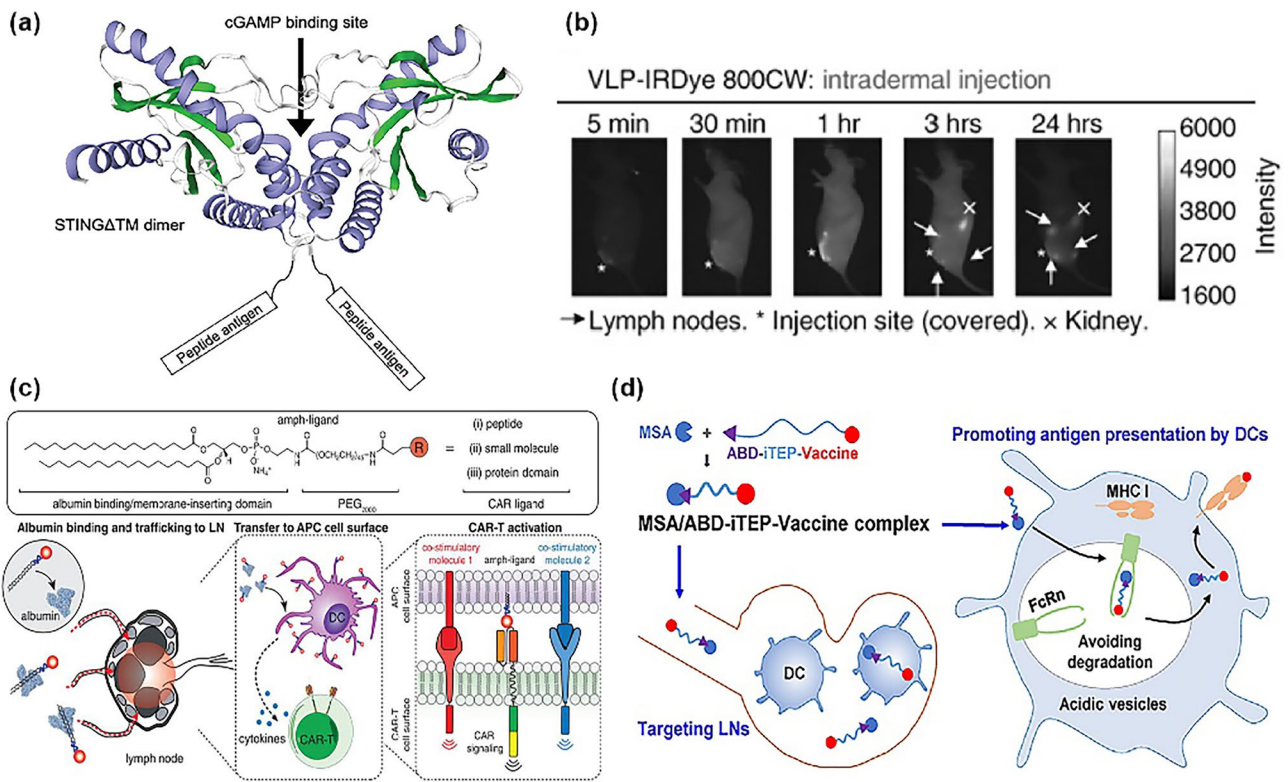 (a)
cGAMP binding site
STINGΔTM dimer
Peptide antigen
Peptide antigen
(b)
VLP-IRDye 800CW: intradermal injection
5 min 30 min 1 hr 3 hrs 24 hrs
6000
4900
3800
2700
1600
Intensity
* * * * *
× ×
→Lymph nodes. * Injection site (covered). × Kidney.
(c)
amph-ligand
(i) peptide
(ii) small molecule
(iii) protein domain
O O O P O O N H
NH₄⁺
(OCH₂CH₂)₄₅
R =
albumin binding/membrane-inserting domain
PEG2000
CAR ligand
Albumin binding and trafficking to LN
Transfer to APC cell surface
CAR-T activation
albumin
lymph node
DC
cytokines
CAR-T
co-stimulatory
molecule 1
amph-ligand
co-stimulatory
molecule 2
APC
cell surface
CAR-T
cell surface
CAR
signaling
(d)
MSA +
ABD-iTEP-Vaccine
MSA/ABD-iTEP-Vaccine complex
DC
Targeting LNs
Promoting antigen presentation by DCs
MHC I
FcRn
Avoiding
degradation
Acidic vesicles